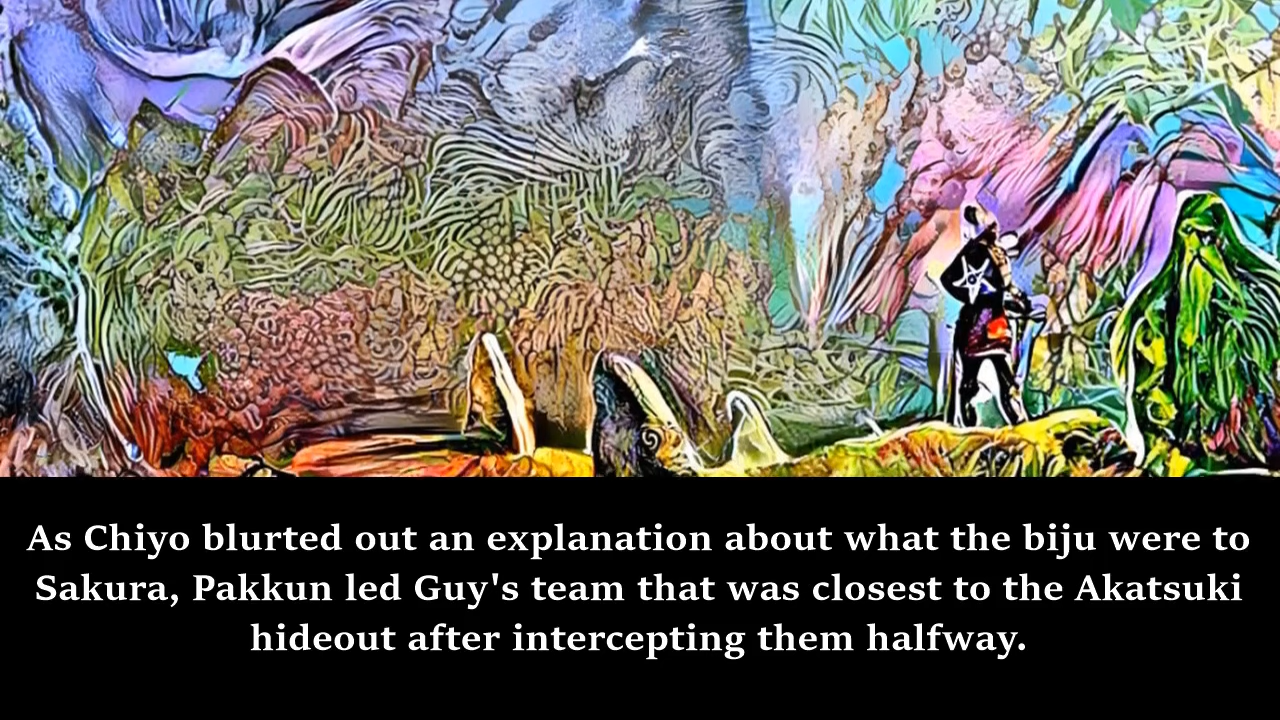 As Chiyo blurted out an explanation about what the biju were to
Sakura, Pakkun led Guy's team that was closest to the Akatsuki
hideout after intercepting them halfway.